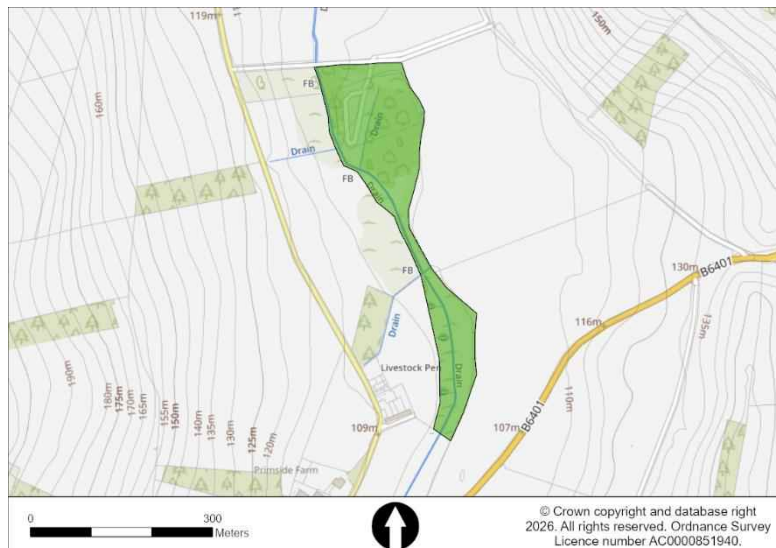 119m
150m
160m
FB
Drain
Drain
FB
Drain
FB
B6401
130m
Drain
116m
135m
Livestock Pen
Drain
190m
180m
175m
170m
165m
155m
150m
140m
135m
130m
125m
120m
109m
107m
B6401
110m
Primside Farm
0
300
Meters
© Crown copyright and database right
2026. All rights reserved. Ordnance Survey
Licence number AC0000851940.